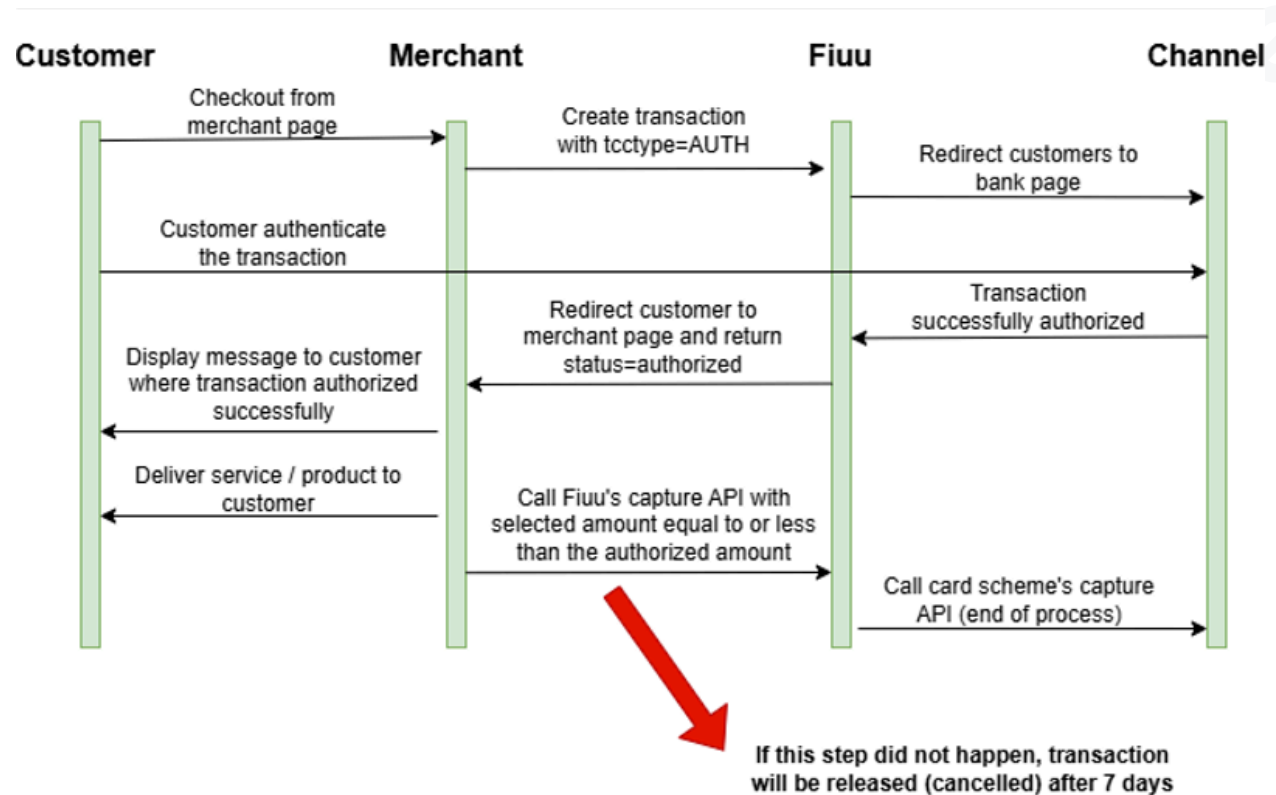 Customer
Merchant
Fiuu
Channel
Checkout from
merchant page
Create transaction
with tcctype=AUTH
Redirect customers to
bank page
Customer authenticate
the transaction
Transaction
successfully authorized
Redirect customer to
merchant page and return
status=authorized
Display message to customer
where transaction authorized
successfully
Deliver service / product to
customer
Call Fiuu's capture API with
selected amount equal to or less
than the authorized amount
Call card scheme's capture
API (end of process)
If this step did not happen, transaction
will be released (cancelled) after 7 days